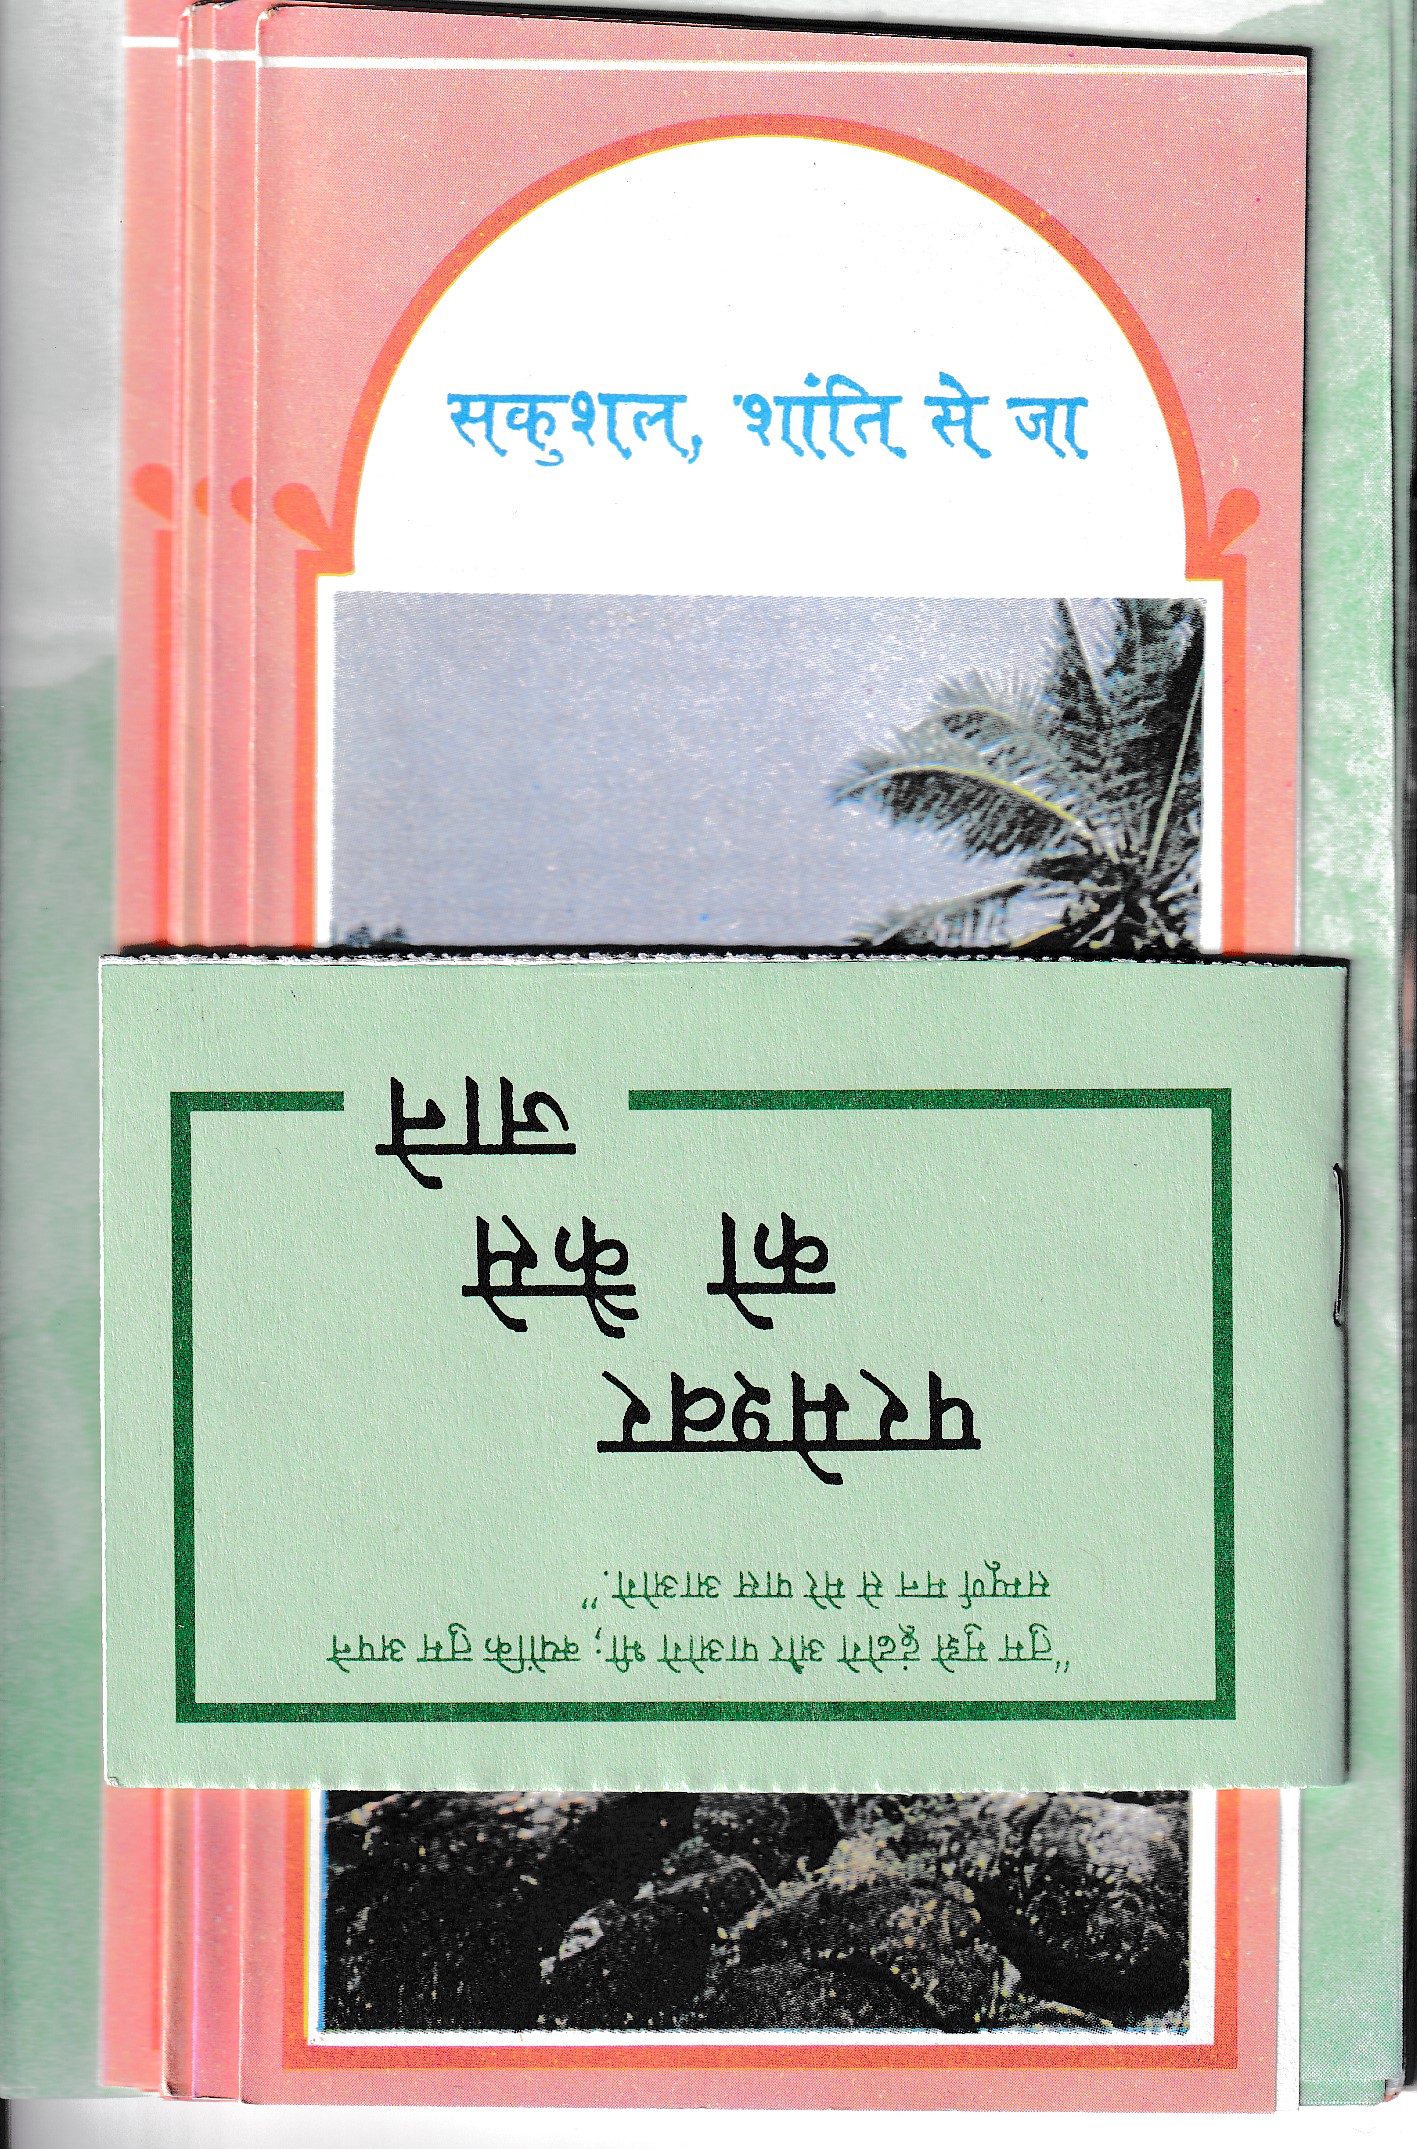 सकुशल, शांति से जा
परमेश्वर
को कैसे
जाने
"तुम मुझे ढूंढोगे और पाओगे भी; क्योंकि तुम अपने
सम्पूर्ण मन से मेरे पास आओगे."